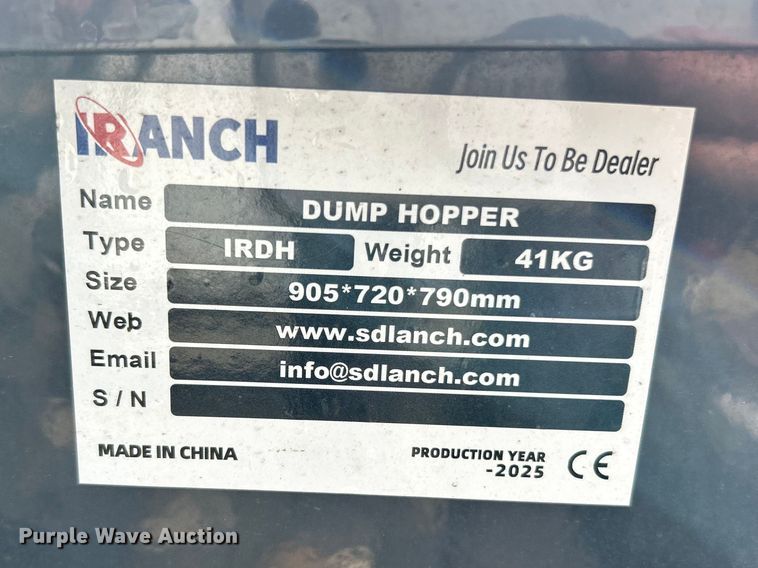 IRANCH
Join Us To Be Dealer
Name DUMP HOPPER
Type IRDH Weight 41KG
Size 905*720*790mm
Web www.sdlanch.com
Email info@sdlanch.com
S / N
MADE IN CHINA
PRODUCTION YEAR
-2025 CE
Purple Wave Auction